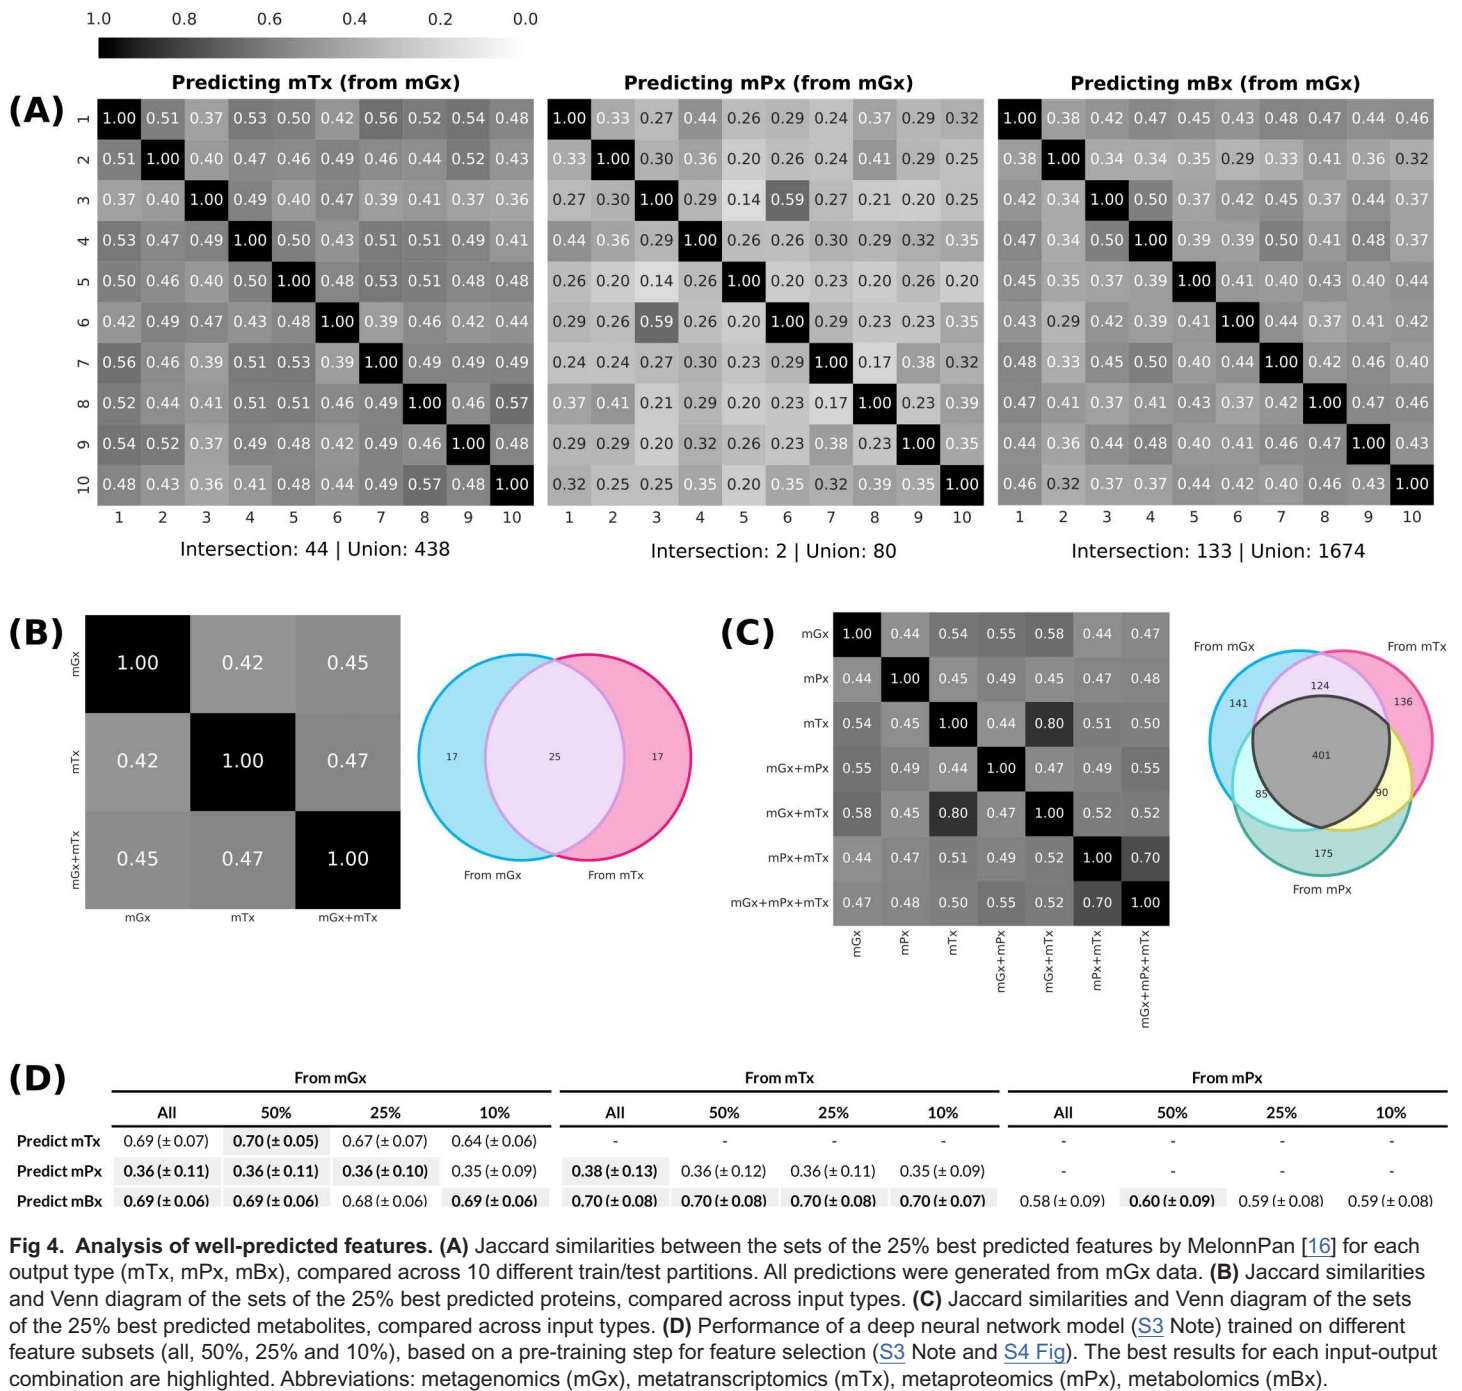 1.0 0.8 0.6 0.4 0.2 0.0
Predicting mTx (from mGx) Predicting mPx (from mGx) Predicting mBx (from mGx)
(A)
1 1.00 0.51 0.37 0.53 0.50 0.42 0.56 0.52 0.54 0.48 1.00 0.33 0.27 0.44 0.26 0.29 0.24 0.37 0.29 0.32 1.00 0.38 0.42 0.47 0.45 0.43 0.48 0.47 0.44 0.46
2 0.51 1.00 0.40 0.47 0.46 0.49 0.46 0.44 0.52 0.43 0.33 1.00 0.30 0.36 0.20 0.26 0.24 0.41 0.29 0.25 0.38 1.00 0.34 0.34 0.35 0.29 0.33 0.41 0.36 0.32
3 0.37 0.40 1.00 0.49 0.40 0.47 0.39 0.41 0.37 0.36 0.27 0.30 1.00 0.29 0.14 0.59 0.27 0.21 0.20 0.25 0.42 0.34 1.00 0.50 0.37 0.42 0.45 0.37 0.44 0.37
4 0.53 0.47 0.49 1.00 0.50 0.43 0.51 0.51 0.49 0.41 0.44 0.36 0.29 1.00 0.26 0.26 0.30 0.29 0.32 0.35 0.47 0.34 0.50 1.00 0.39 0.39 0.50 0.41 0.48 0.37
5 0.50 0.46 0.40 0.50 1.00 0.48 0.53 0.51 0.48 0.48 0.26 0.20 0.14 0.26 1.00 0.20 0.23 0.20 0.26 0.20 0.45 0.35 0.37 0.39 1.00 0.41 0.40 0.43 0.40 0.44
6 0.42 0.49 0.47 0.43 0.48 1.00 0.39 0.46 0.42 0.44 0.29 0.26 0.59 0.26 0.20 1.00 0.29 0.23 0.23 0.35 0.43 0.29 0.42 0.39 0.41 1.00 0.44 0.37 0.41 0.42
7 0.56 0.46 0.39 0.51 0.53 0.39 1.00 0.49 0.49 0.49 0.24 0.24 0.27 0.30 0.23 0.29 1.00 0.17 0.38 0.32 0.48 0.33 0.45 0.50 0.40 0.44 1.00 0.42 0.46 0.40
8 0.52 0.44 0.41 0.51 0.51 0.46 0.49 1.00 0.46 0.57 0.37 0.41 0.21 0.29 0.20 0.23 0.17 1.00 0.23 0.39 0.47 0.41 0.37 0.41 0.43 0.37 0.42 1.00 0.47 0.46
9 0.54 0.52 0.37 0.49 0.48 0.42 0.49 0.46 1.00 0.48 0.29 0.29 0.20 0.32 0.26 0.23 0.38 0.23 1.00 0.35 0.44 0.36 0.44 0.48 0.40 0.41 0.46 0.47 1.00 0.43
10 0.48 0.43 0.36 0.41 0.48 0.44 0.49 0.57 0.48 1.00 0.32 0.25 0.25 0.35 0.20 0.35 0.32 0.39 0.35 1.00 0.46 0.32 0.37 0.37 0.44 0.42 0.40 0.46 0.43 1.00
1 2 3 4 5 6 7 8 9 10 1 2 3 4 5 6 7 8 9 10 1 2 3 4 5 6 7 8 9 10
Intersection: 44 | Union: 438 Intersection: 2 | Union: 80 Intersection: 133 | Union: 1674
(B)
mGx 1.00 0.42 0.45
mTx 0.42 1.00 0.47
mGx+mTx 0.45 0.47 1.00
mGx mTx mGx+mTx
17 25 17
From mGx From mTx
(C)
mGx 1.00 0.44 0.54 0.55 0.58 0.44 0.47
mPx 0.44 1.00 0.45 0.49 0.45 0.47 0.48
mTx 0.54 0.45 1.00 0.44 0.80 0.51 0.50
mGx+mPx 0.55 0.49 0.44 1.00 0.47 0.49 0.55
mGx+mTx 0.58 0.45 0.80 0.47 1.00 0.52 0.52
mPx+mTx 0.44 0.47 0.51 0.49 0.52 1.00 0.70
mGx+mPx+mTx 0.47 0.48 0.50 0.55 0.52 0.70 1.00
mGx mPx mTx mGx+mPx mGx+mTx mPx+mTx mGx+mPx+mTx
From mGx From mTx
124
141 136
401
85 90
175
From mPx
(D)
From mGx From mTx From mPx
All 50% 25% 10% All 50% 25% 10% All 50% 25% 10%
Predict mTx 0.69 (± 0.07) 0.70 (± 0.05) 0.67 (± 0.07) 0.64 (± 0.06) - - - - - - - -
Predict mPx 0.36 (± 0.11) 0.36 (± 0.11) 0.36 (± 0.10) 0.35 (± 0.09) 0.38 (± 0.13) 0.36 (± 0.12) 0.36 (± 0.11) 0.35 (± 0.09) - - - -
Predict mBx 0.69 (± 0.06) 0.69 (± 0.06) 0.68 (± 0.06) 0.69 (± 0.06) 0.70 (± 0.08) 0.70 (± 0.08) 0.70 (± 0.08) 0.70 (± 0.07) 0.58 (± 0.09) 0.60 (± 0.09) 0.59 (± 0.08) 0.59 (± 0.08)
Fig 4. Analysis of well-predicted features. (A) Jaccard similarities between the sets of the 25% best predicted features by MelonnPan [16] for each
output type (mTx, mPx, mBx), compared across 10 different train/test partitions. All predictions were generated from mGx data. (B) Jaccard similarities
and Venn diagram of the sets of the 25% best predicted proteins, compared across input types. (C) Jaccard similarities and Venn diagram of the sets
of the 25% best predicted metabolites, compared across input types. (D) Performance of a deep neural network model (S3 Note) trained on different
feature subsets (all, 50%, 25% and 10%), based on a pre-training step for feature selection (S3 Note and S4 Fig). The best results for each input-output
combination are highlighted. Abbreviations: metagenomics (mGx), metatranscriptomics (mTx), metaproteomics (mPx), metabolomics (mBx).